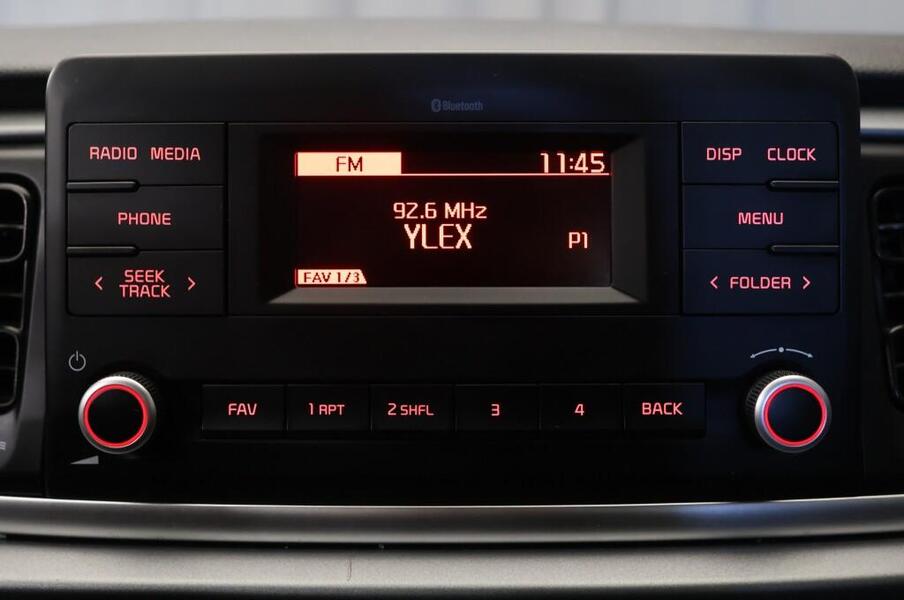 Bluetooth
RADIO MEDIA
PHONE
< SEEK TRACK >
FM 11:45
92.6 MHz
YLEX
P1
FAV 1/3
DISP CLOCK
MENU
< FOLDER >
FAV
1 RPT
2 SHFL
3
4
BACK